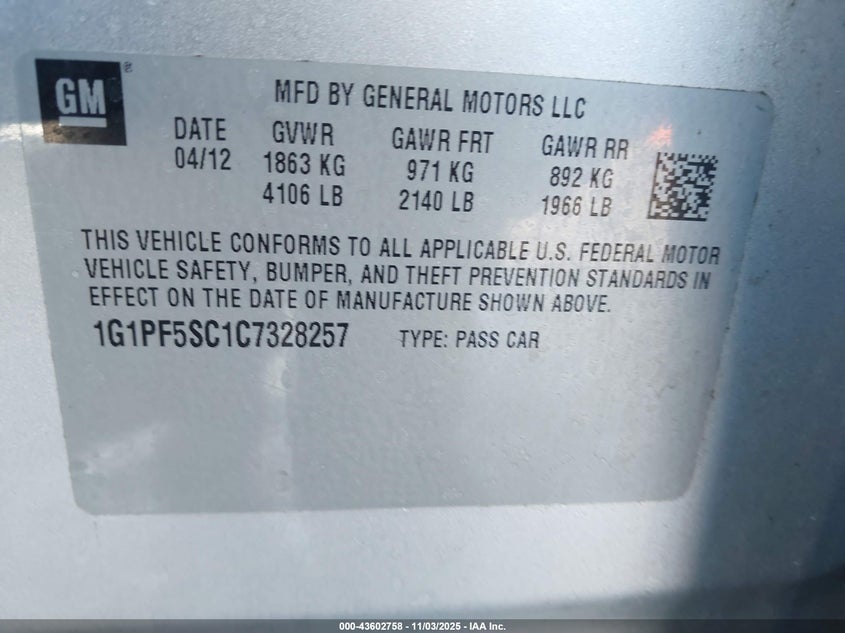 GM®
MFD BY GENERAL MOTORS LLC
DATE GVWR GAWR FRT GAWR RR
04/12 1863 KG 971 KG 892 KG
4106 LB 2140 LB 1966 LB
THIS VEHICLE CONFORMS TO ALL APPLICABLE U.S. FEDERAL MOTOR
VEHICLE SAFETY, BUMPER, AND THEFT PREVENTION STANDARDS IN
EFFECT ON THE DATE OF MANUFACTURE SHOWN ABOVE.
1G1PF5SC1C7328257 TYPE: PASS CAR
000-43602758 - 11/03/2025 - IAA Inc.